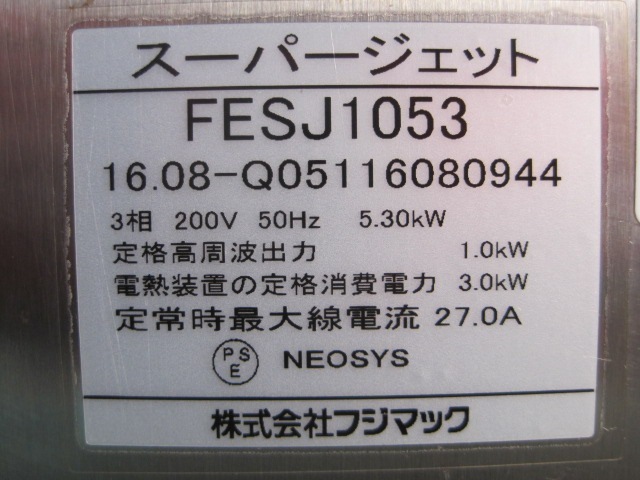 スーパージェット
FESJ1053
16.08-Q05116080944
3相 200V 50Hz 5.30kW
定格高周波出力 1.0kW
電熱装置の定格消費電力 3.0kW
定常時最大線電流 27.0A
PSE NEOSYS
株式会社フジマック